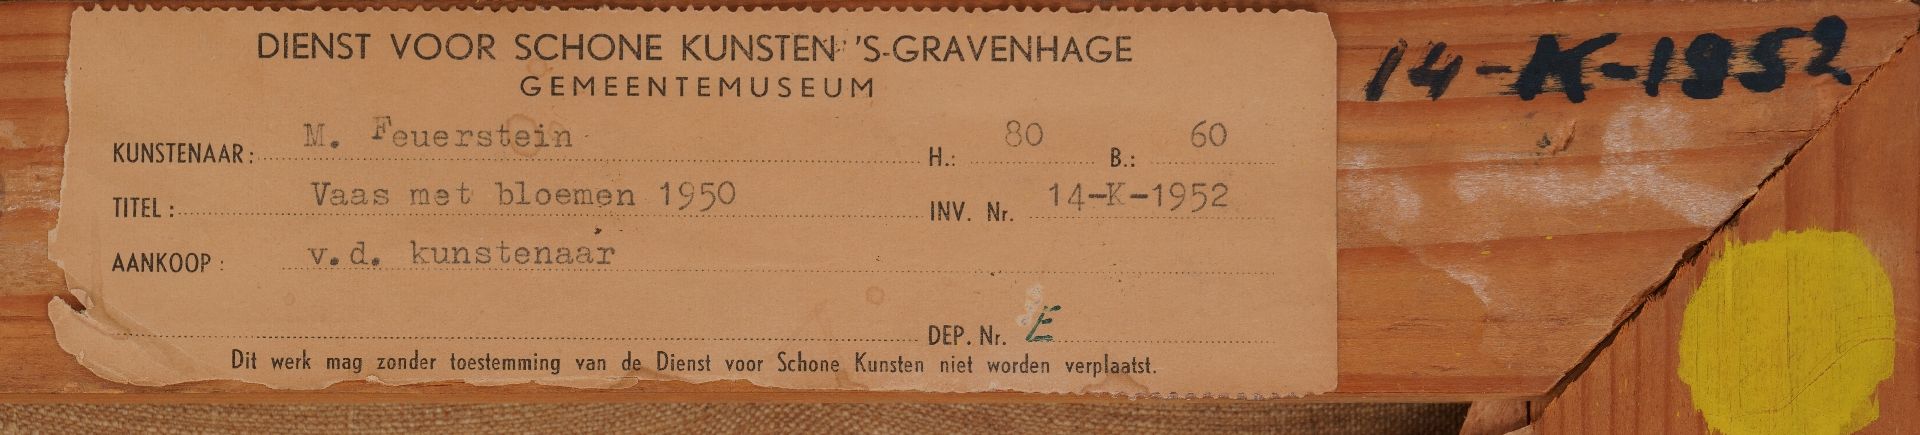 DIENST VOOR SCHONE KUNSTEN 'S-GRAVENHAGE
GEMEENTEMUSEUM
KUNSTENAAR: M. Feuerstein H.: 80 B.: 60
TITEL: Vaas met bloemen 1950 INV. Nr. 14-K-1952
AANKOOP: v.d. kunstenaar
DEP. Nr. E
Dit werk mag zonder toestemming van de Dienst voor Schone Kunsten niet worden verplaatst.
14-K-1952